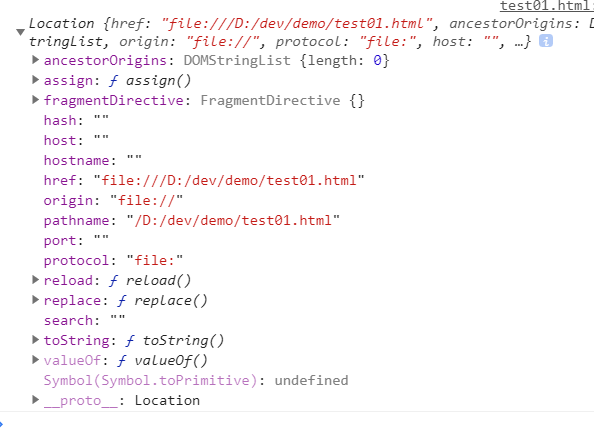 test01.html:
Location {href: "file:///D:/dev/demo/test01.html", ancestorOrigins: D
tringList, origin: "file://", protocol: "file:", host: "", …}
ancestorOrigins: DOMStringList {length: 0}
assign: ƒ assign()
fragmentDirective: FragmentDirective {}
hash: ""
host: ""
hostname: ""
href: "file:///D:/dev/demo/test01.html"
origin: "file://"
pathname: "/D:/dev/demo/test01.html"
port: ""
protocol: "file:"
reload: ƒ reload()
replace: ƒ replace()
search: ""
toString: ƒ toString()
valueOf: ƒ valueOf()
Symbol(Symbol.toPrimitive): undefined
__proto__: Location